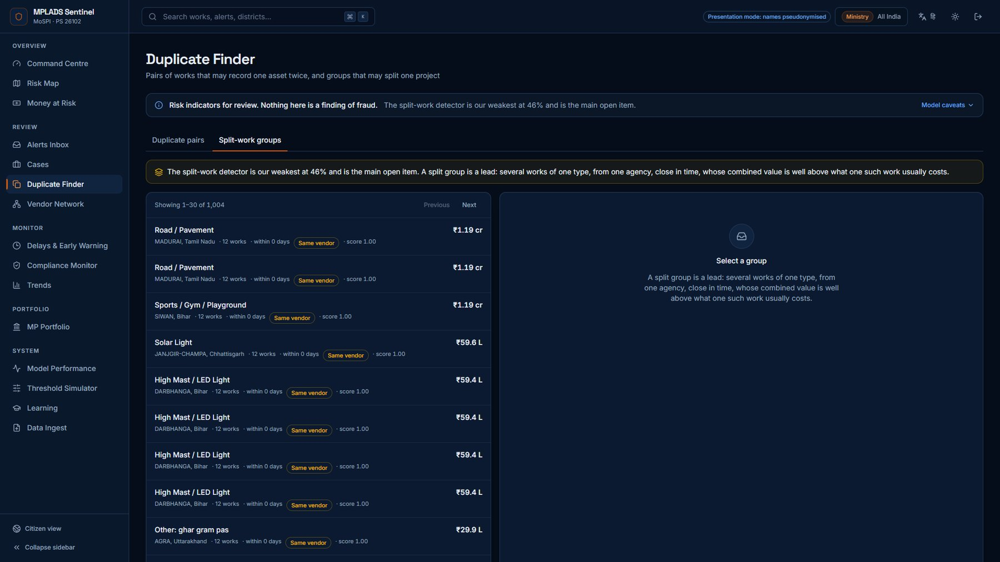 MPLADS Sentinel
MoSPI · PS 26102
Search works, alerts, districts...
⌘ K
Presentation mode: names pseudonymised
Ministry All India
हि
OVERVIEW
Command Centre
Risk Map
Money at Risk
REVIEW
Alerts Inbox
Cases
Duplicate Finder
Vendor Network
MONITOR
Delays & Early Warning
Compliance Monitor
Trends
PORTFOLIO
MP Portfolio
SYSTEM
Model Performance
Threshold Simulator
Learning
Data Ingest
Citizen view
Collapse sidebar
Duplicate Finder
Pairs of works that may record one asset twice, and groups that may split one project
Risk indicators for review. Nothing here is a finding of fraud. The split-work detector is our weakest at 46% and is the main open item.
Model caveats
Duplicate pairs
Split-work groups
The split-work detector is our weakest at 46% and is the main open item. A split group is a lead: several works of one type, from one agency, close in time, whose combined value is well above what one such work usually costs.
Showing 1–30 of 1,004
Previous
Next
Road / Pavement ₹1.19 cr
MADURAI, Tamil Nadu · 12 works · within 0 days Same vendor · score 1.00
Road / Pavement ₹1.19 cr
MADURAI, Tamil Nadu · 12 works · within 0 days Same vendor · score 1.00
Sports / Gym / Playground ₹1.19 cr
SIWAN, Bihar · 12 works · within 0 days Same vendor · score 1.00
Solar Light ₹59.6 L
JANJGIR-CHAMPA, Chhattisgarh · 12 works · within 0 days Same vendor · score 1.00
High Mast / LED Light ₹59.4 L
DARBHANGA, Bihar · 12 works · within 0 days Same vendor · score 1.00
High Mast / LED Light ₹59.4 L
DARBHANGA, Bihar · 12 works · within 0 days Same vendor · score 1.00
High Mast / LED Light ₹59.4 L
DARBHANGA, Bihar · 12 works · within 0 days Same vendor · score 1.00
High Mast / LED Light ₹59.4 L
DARBHANGA, Bihar · 12 works · within 0 days Same vendor · score 1.00
Other: ghar gram pas ₹29.9 L
AGRA, Uttarakhand · 12 works · within 0 days Same vendor · score 1.00
Select a group
A split group is a lead: several works of one type, from
one agency, close in time, whose combined value is well
above what one such work usually costs.